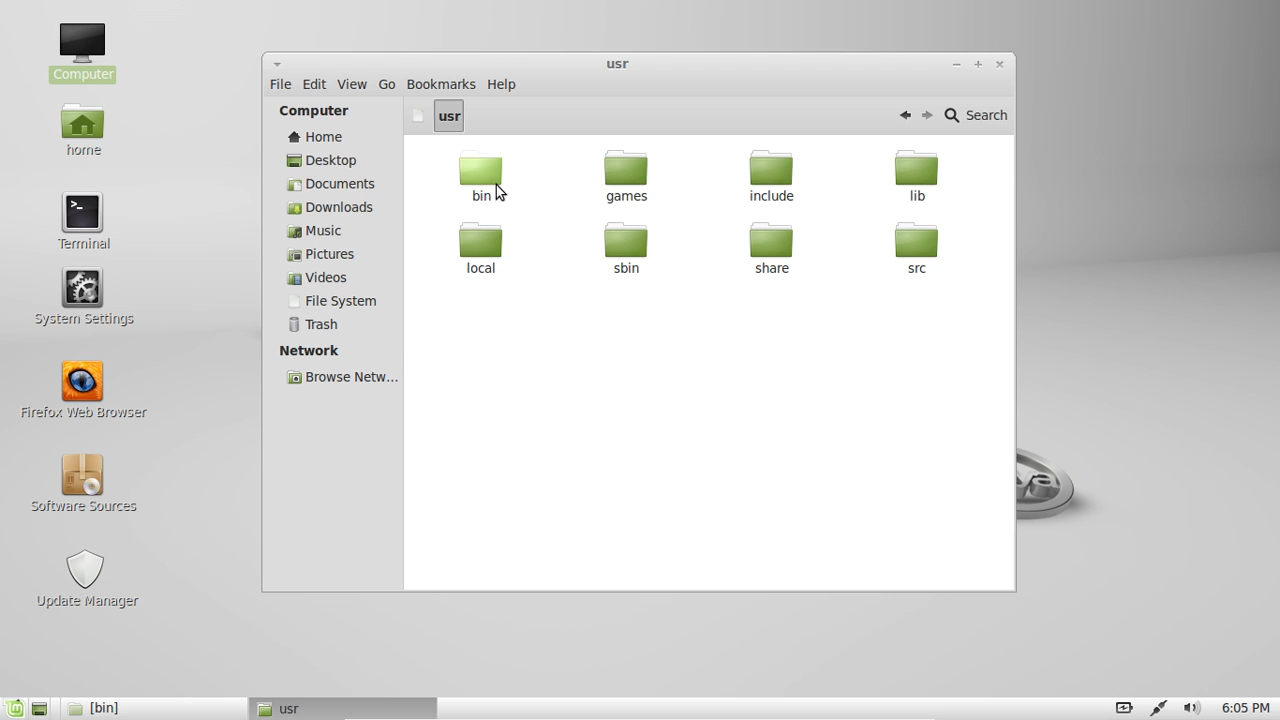 Computer
home
Terminal
System Settings
Firefox Web Browser
Software Sources
Update Manager
usr
File Edit View Go Bookmarks Help
Computer
Home
Desktop
Documents
Downloads
Music
Pictures
Videos
File System
Trash
Network
Browse Netw...
usr
Search
bin games include lib
local sbin share src
[bin]
usr
6:05 PM